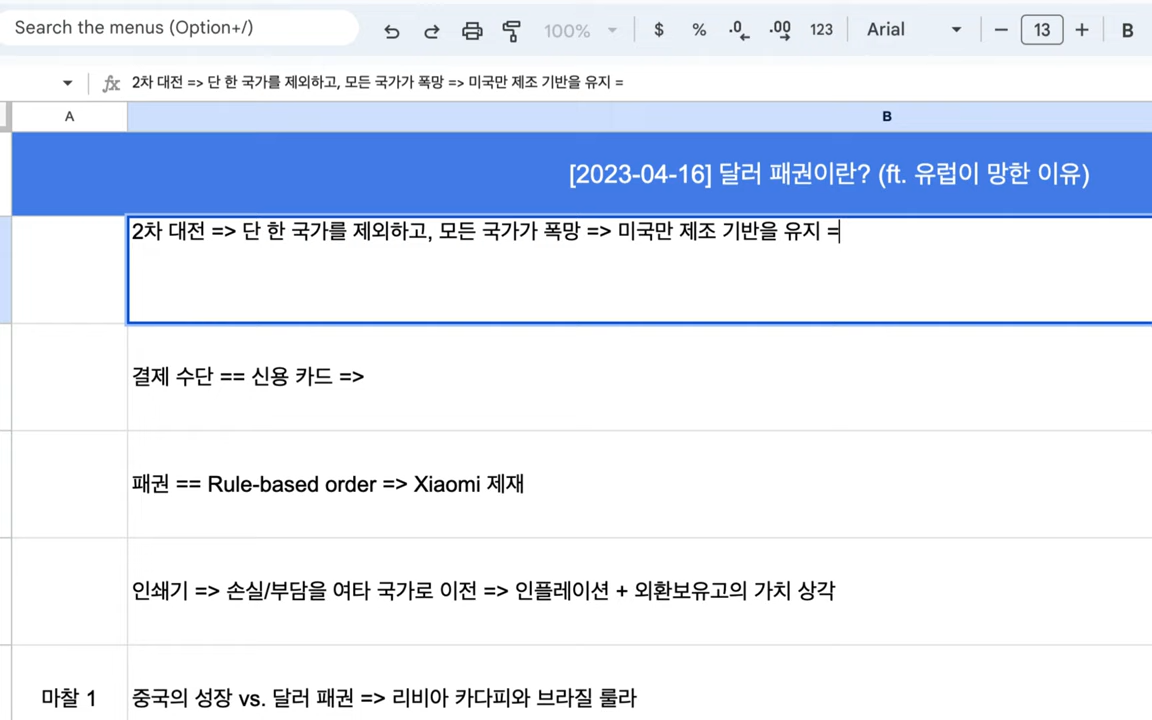 Search the menus (Option+/)
100%
$ % .0 .00 123 Arial 13 B
fx 2차 대전 => 단 한 국가를 제외하고, 모든 국가가 폭망 => 미국만 제조 기반을 유지 =
A B
[2023-04-16] 달러 패권이란? (ft. 유럽이 망한 이유)
2차 대전 => 단 한 국가를 제외하고, 모든 국가가 폭망 => 미국만 제조 기반을 유지 =
결제 수단 == 신용 카드 =>
패권 == Rule-based order => Xiaomi 제재
인쇄기 => 손실/부담을 여타 국가로 이전 => 인플레이션 + 외환보유고의 가치 상각
마찰 1 중국의 성장 vs. 달러 패권 => 리비아 카다피와 브라질 룰라